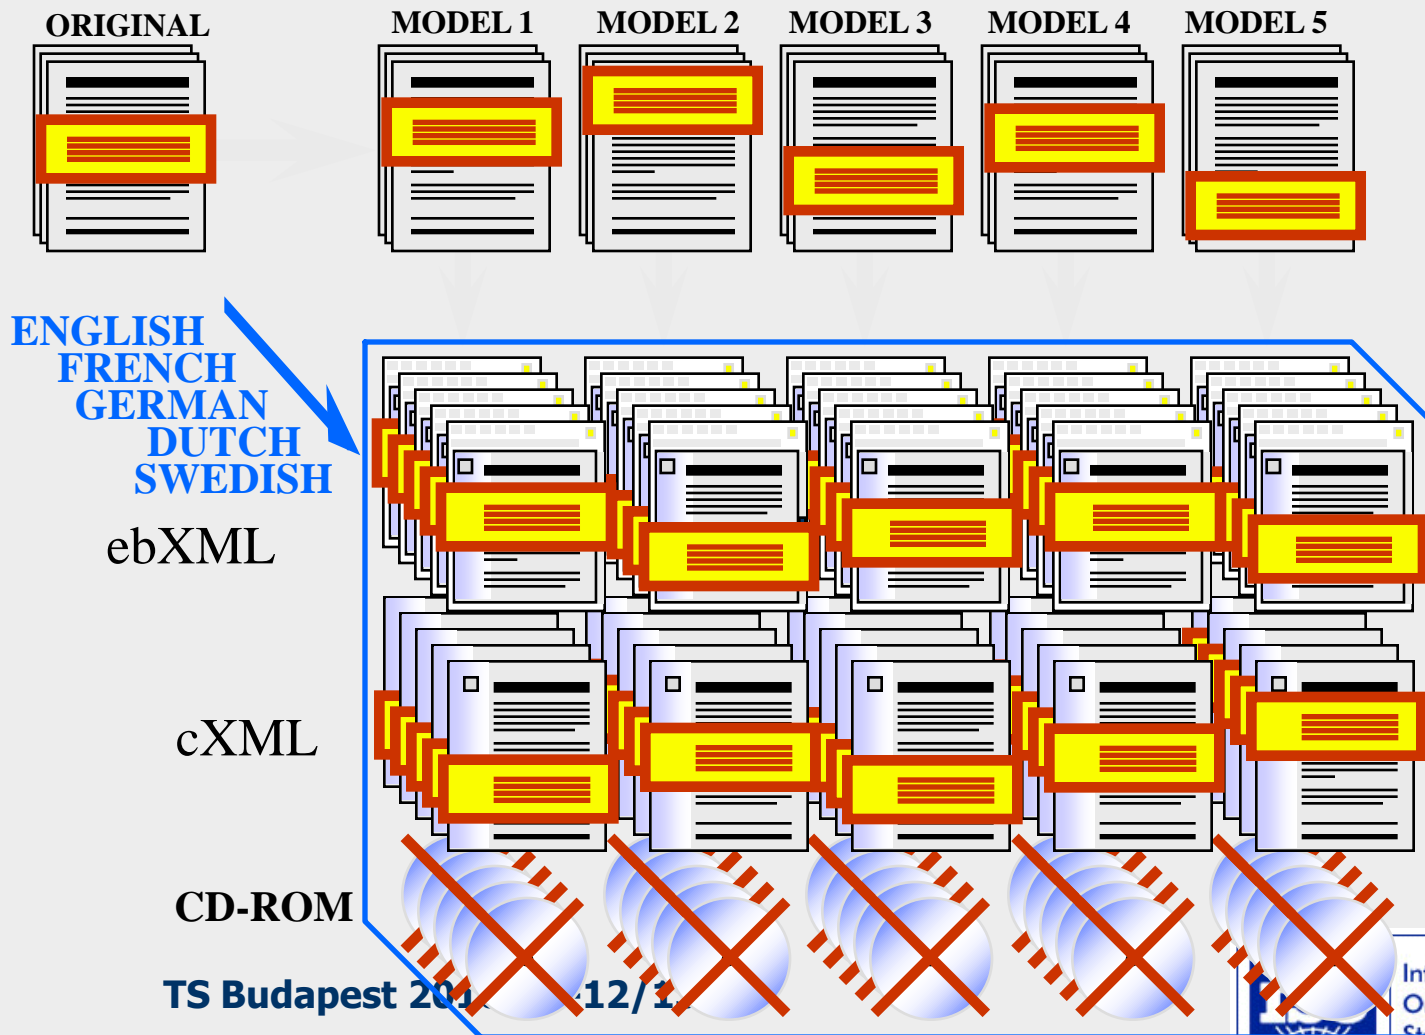 ORIGINAL
MODEL 1
MODEL 2
MODEL 3
MODEL 4
MODEL 5
ENGLISH
FRENCH
GERMAN
DUTCH
SWEDISH
ebXML
cXML
CD-ROM
TS Budapest